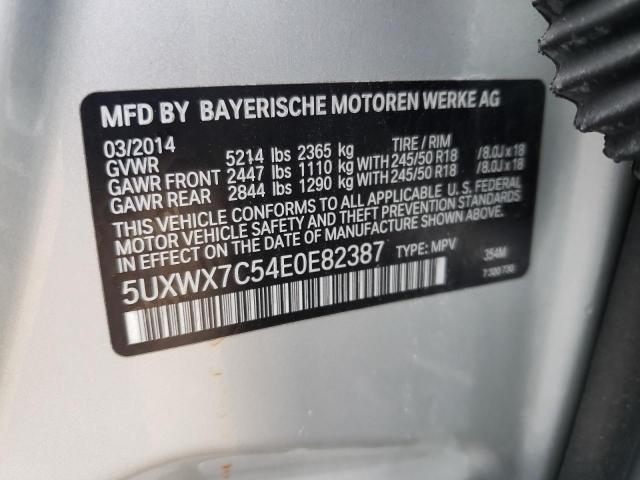 MFD BY BAYERISCHE MOTOREN WERKE AG
03/2014 TIRE / RIM
GVWR 5214 lbs 2365 kg
GAWR FRONT 2447 lbs 1110 kg WITH 245/50 R18 / 8.0J x 18
GAWR REAR 2844 lbs 1290 kg WITH 245/50 R18 / 8.0J x 18
THIS VEHICLE CONFORMS TO ALL APPLICABLE U.S. FEDERAL
MOTOR VEHICLE SAFETY AND THEFT PREVENTION STANDARDS
IN EFFECT ON THE DATE OF MANUFACTURE SHOWN ABOVE.
5UXWX7C54E0E82387 TYPE: MPV 354M
7 320 730